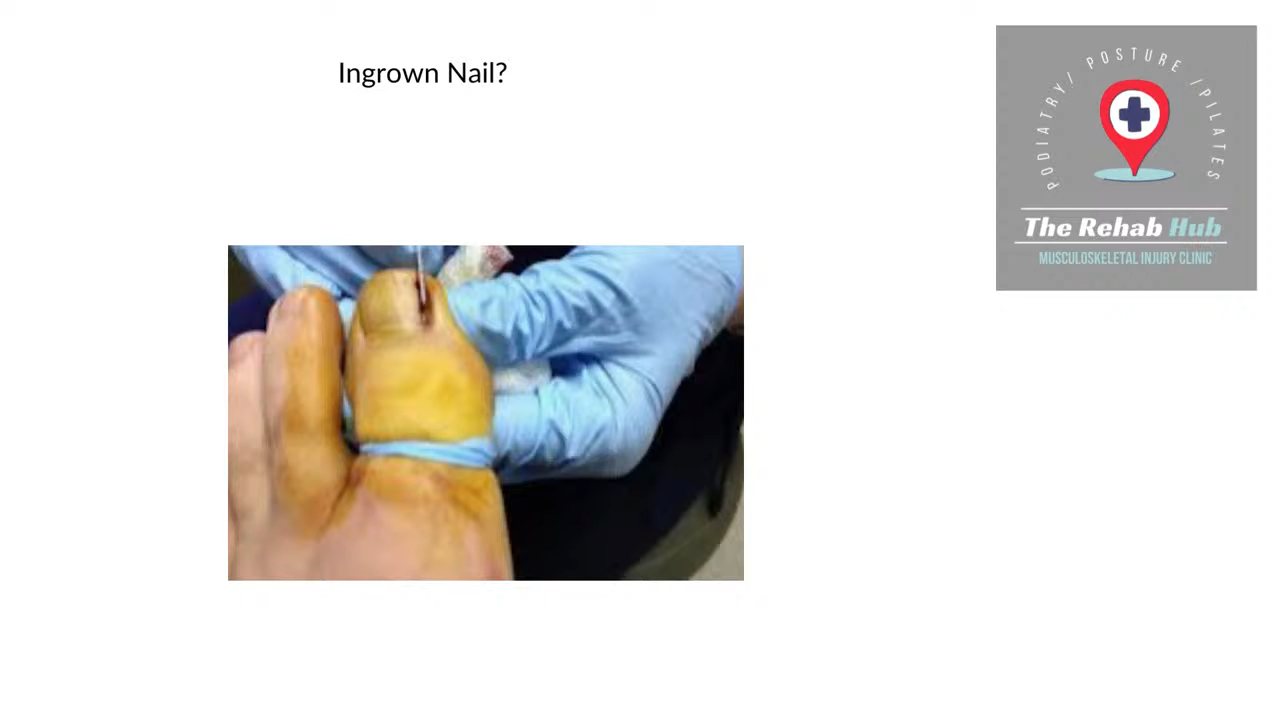 Ingrown Nail?
PODIATRY/ POSTURE /PILATES
The Rehab Hub
MUSCULOSKELETAL INJURY CLINIC